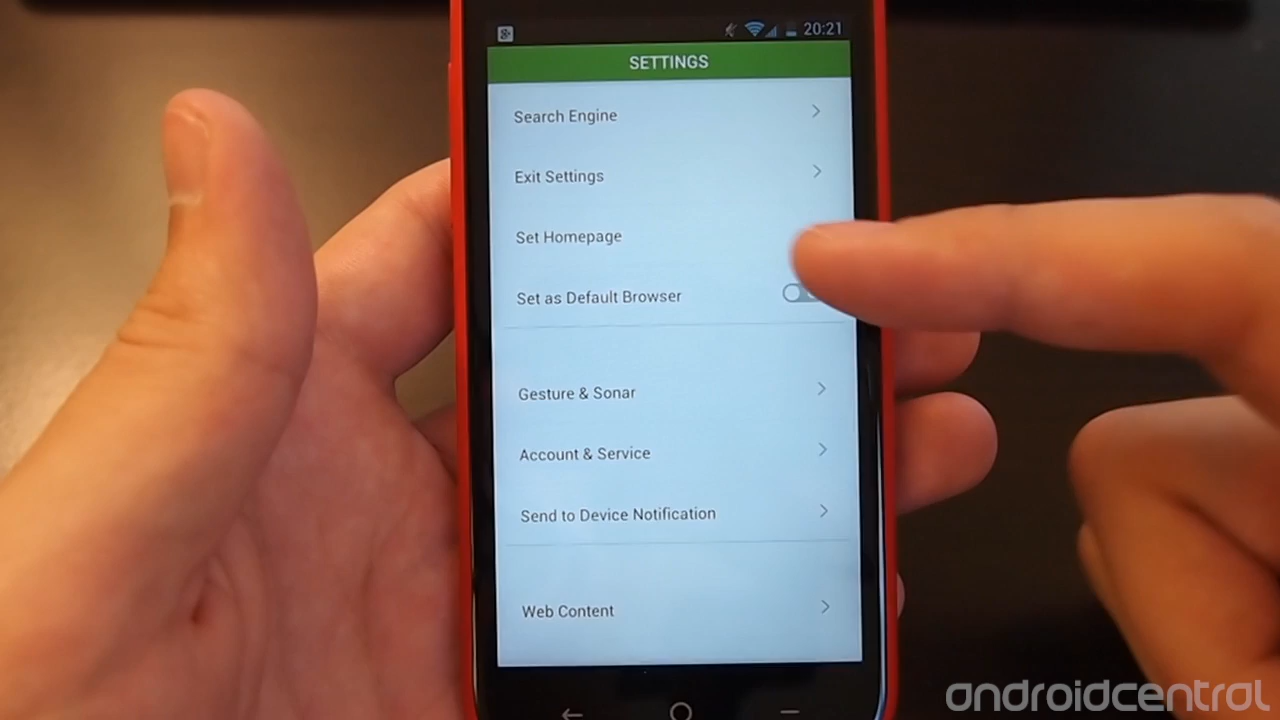 20:21
SETTINGS
Search Engine
Exit Settings
Set Homepage
Set as Default Browser
Gesture & Sonar
Account & Service
Send to Device Notification
Web Content
androidcentral